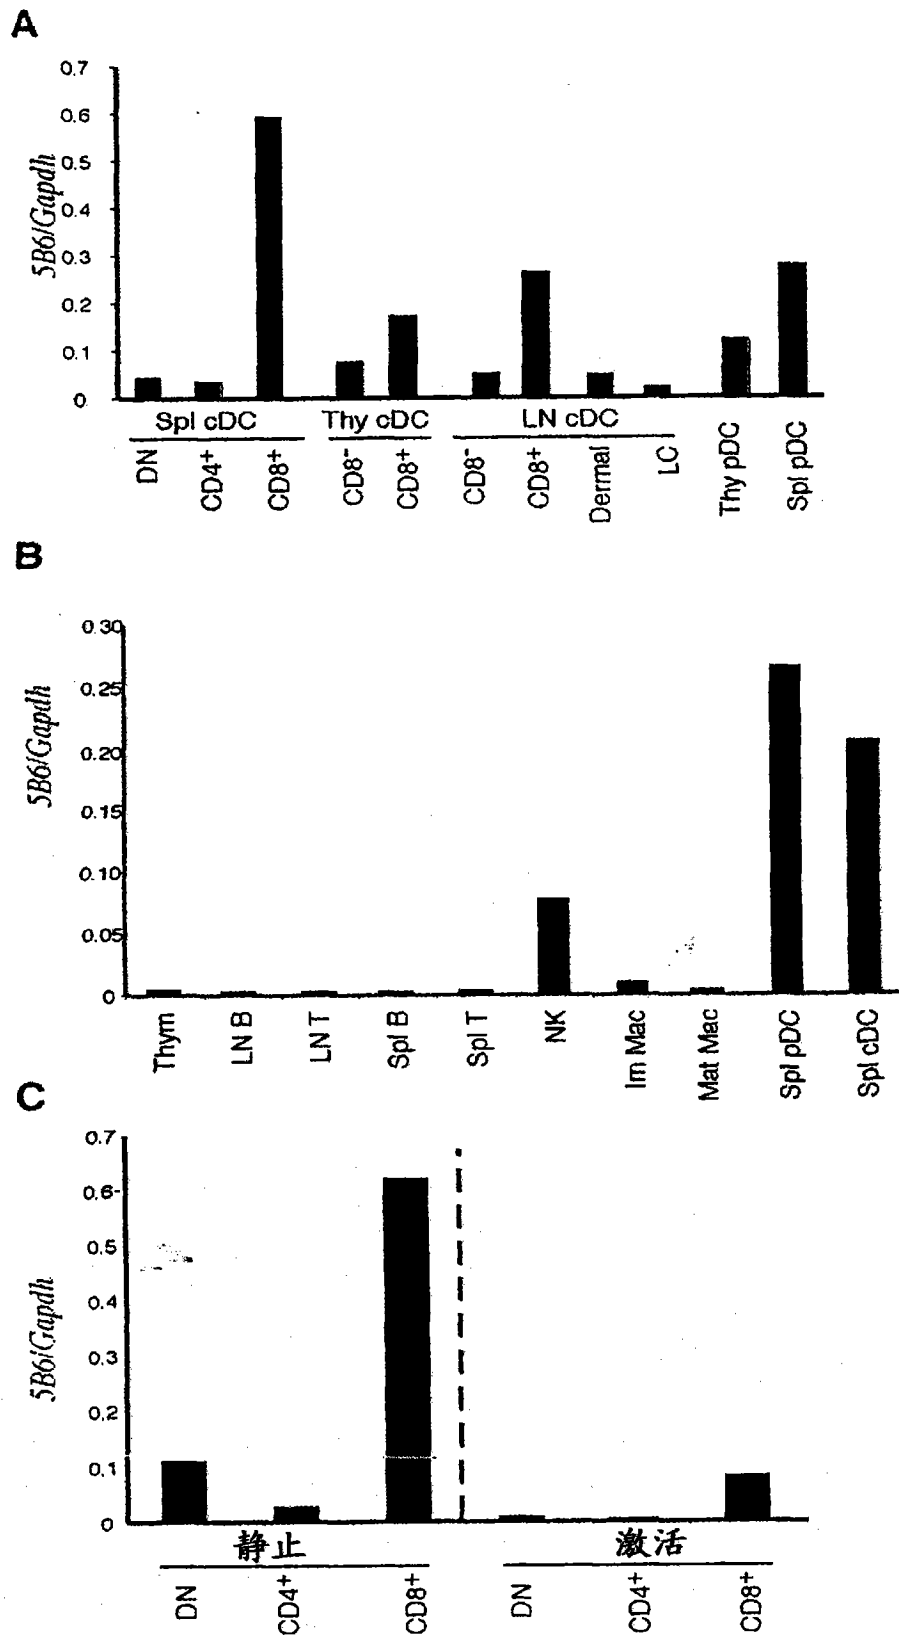 A
0.7
0.6
0.5
0.4
0.3
0.2
0.1
0
5B6/Gapdh
Spl cDC Thy cDC LN cDC
DN CD4+ CD8+ CD8- CD8+ CD8- CD8+ Dermal LC Thy pDC Spl pDC
B
0.30
0.25
0.20
0.15
0.10
0.05
0
5B6/Gapdh
Thym LN B LN T Spl B Spl T NK Im Mac Mat Mac Spl pDC Spl cDC
C
0.7
0.6
0.5
0.4
0.3
0.2
0.1
0
5B6/Gapdh
静止 激活
DN CD4+ CD8+ DN CD4+ CD8+